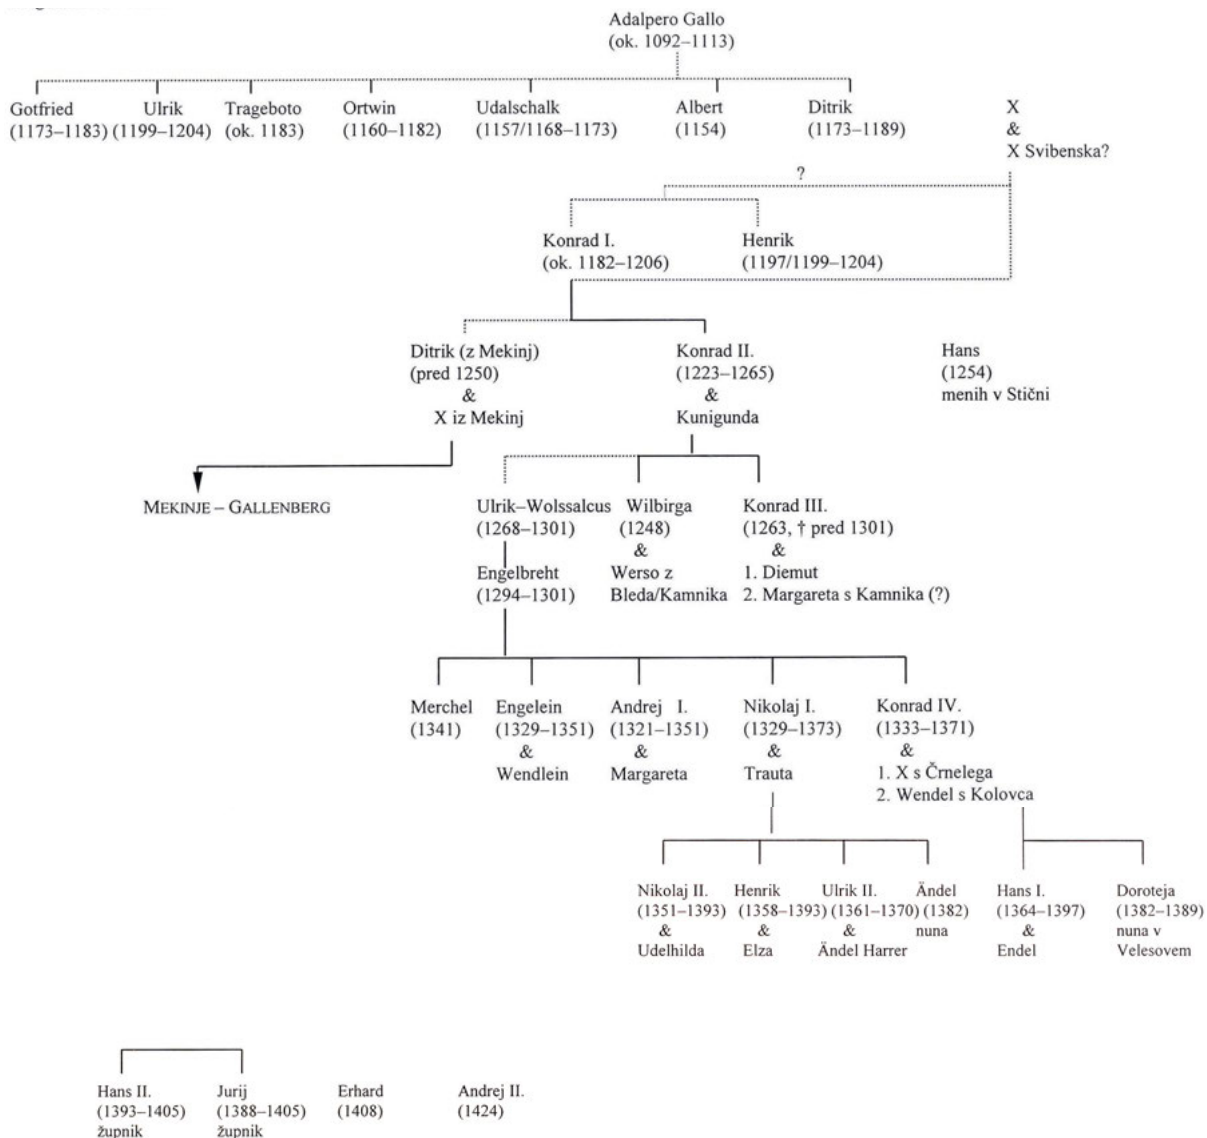 Adalpero Gallo
(ok. 1092–1113)
Gotfried
(1173–1183)
Ulrik
(1199–1204)
Trageboto
(ok. 1183)
Ortwin
(1160–1182)
Udalschalk
(1157/1168–1173)
Albert
(1154)
Ditrik
(1173–1189)
X
&
X Svibenska?
?
Konrad I.
(ok. 1182–1206)
Henrik
(1197/1199–1204)
Ditrik (z Mekinj)
(pred 1250)
&
X iz Mekinj
Konrad II.
(1223–1265)
&
Kunigunda
Hans
(1254)
menih v Stični
MEKINJE – GALLENBERG
Ulrik–Wolssalcus
(1268–1301)
Engelbreht
(1294–1301)
Wilbirga
(1248)
&
Werso z
Bleda/Kamnika
Konrad III.
(1263, † pred 1301)
&
1. Diemut
2. Margareta s Kamnika (?)
Merchel
(1341)
Engelein
(1329–1351)
&
Wendlein
Andrej I.
(1321–1351)
&
Margareta
Nikolaj I.
(1329–1373)
&
Trauta
Konrad IV.
(1333–1371)
&
1. X s Črnelega
2. Wendel s Kolovca
Nikolaj II.
(1351–1393)
&
Udelhilda
Henrik
(1358–1393)
&
Elza
Ulrik II.
(1361–1370)
&
Ändel Harrer
Ändel
(1382)
nuna
Hans I.
(1364–1397)
&
Endel
Doroteja
(1382–1389)
nuna v
Velesovem
Hans II.
(1393–1405)
župnik
Jurij
(1388–1405)
župnik
Erhard
(1408)
Andrej II.
(1424)